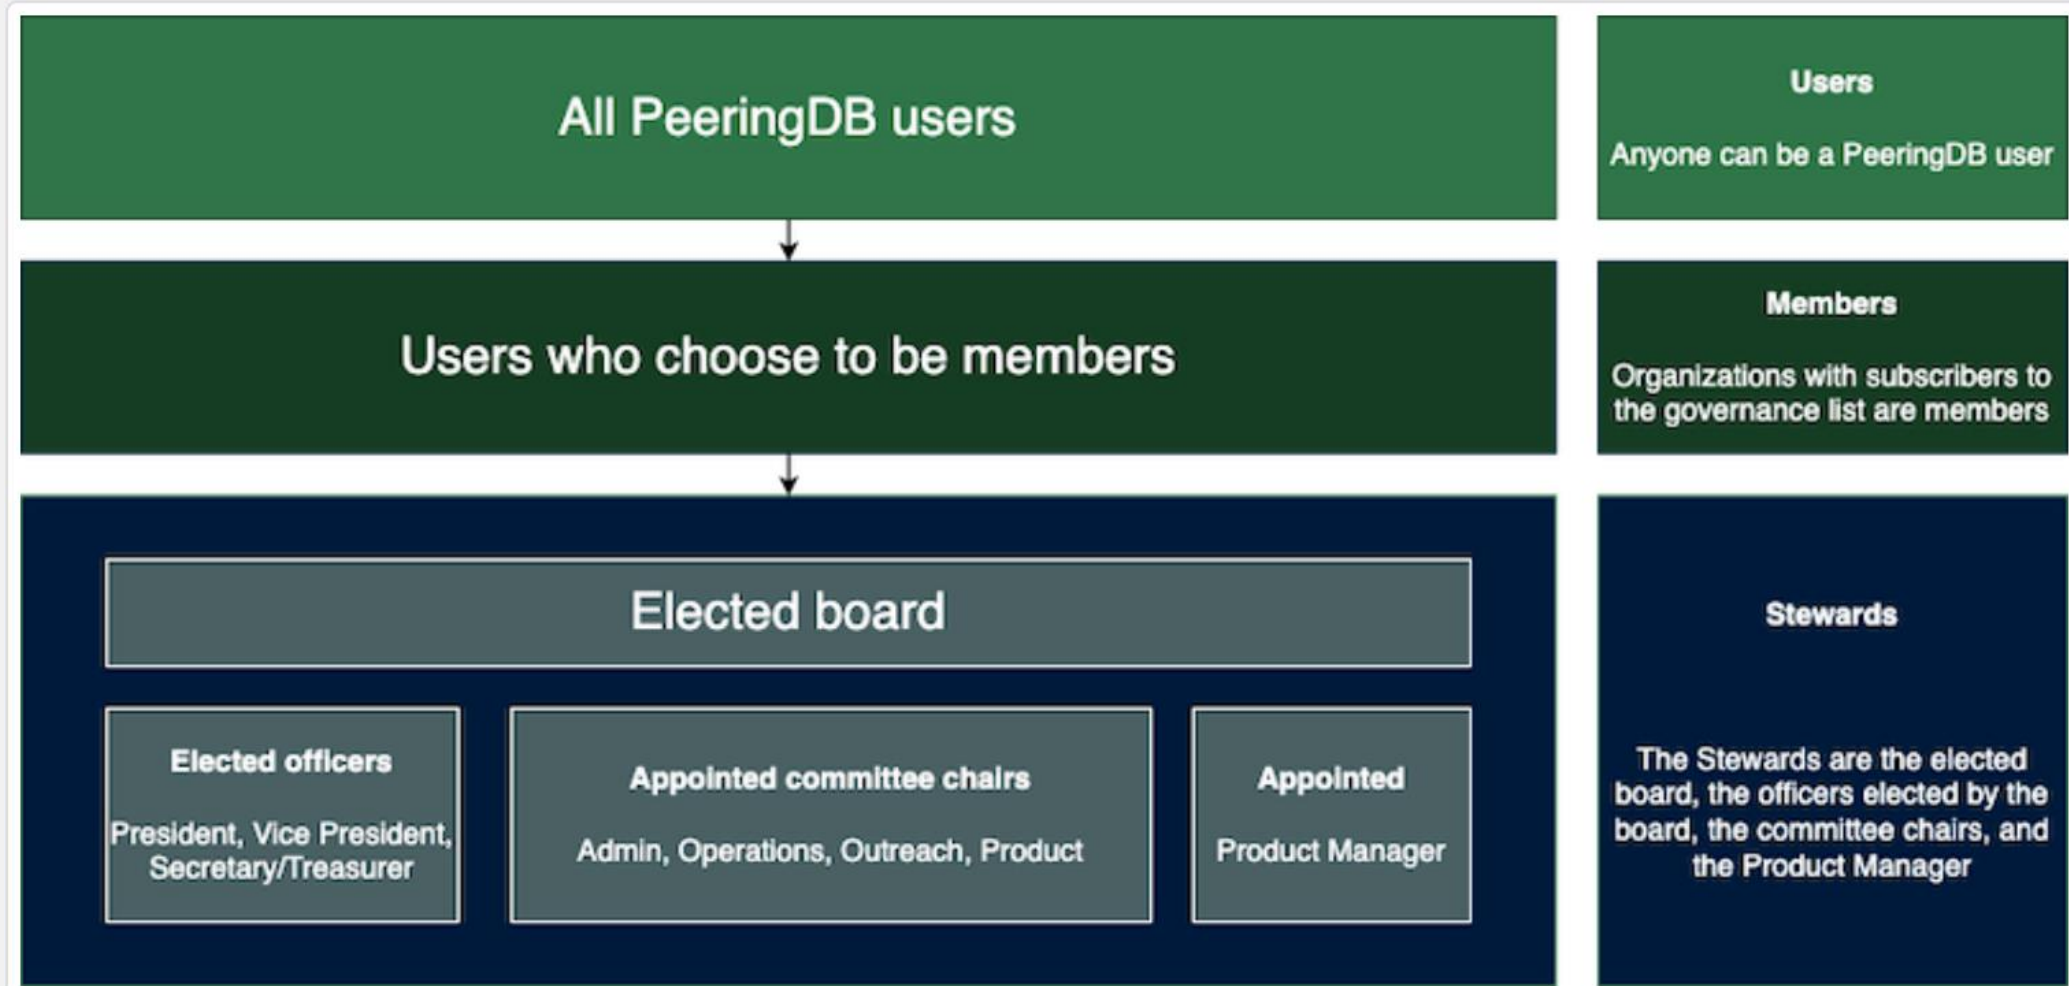 All PeeringDB users
Users
Anyone can be a PeeringDB user
Users who choose to be members
Members
Organizations with subscribers to
the governance list are members
Elected board
Elected officers
President, Vice President,
Secretary/Treasurer
Appointed committee chairs
Admin, Operations, Outreach, Product
Appointed
Product Manager
Stewards
The Stewards are the elected
board, the officers elected by the
board, the committee chairs, and
the Product Manager